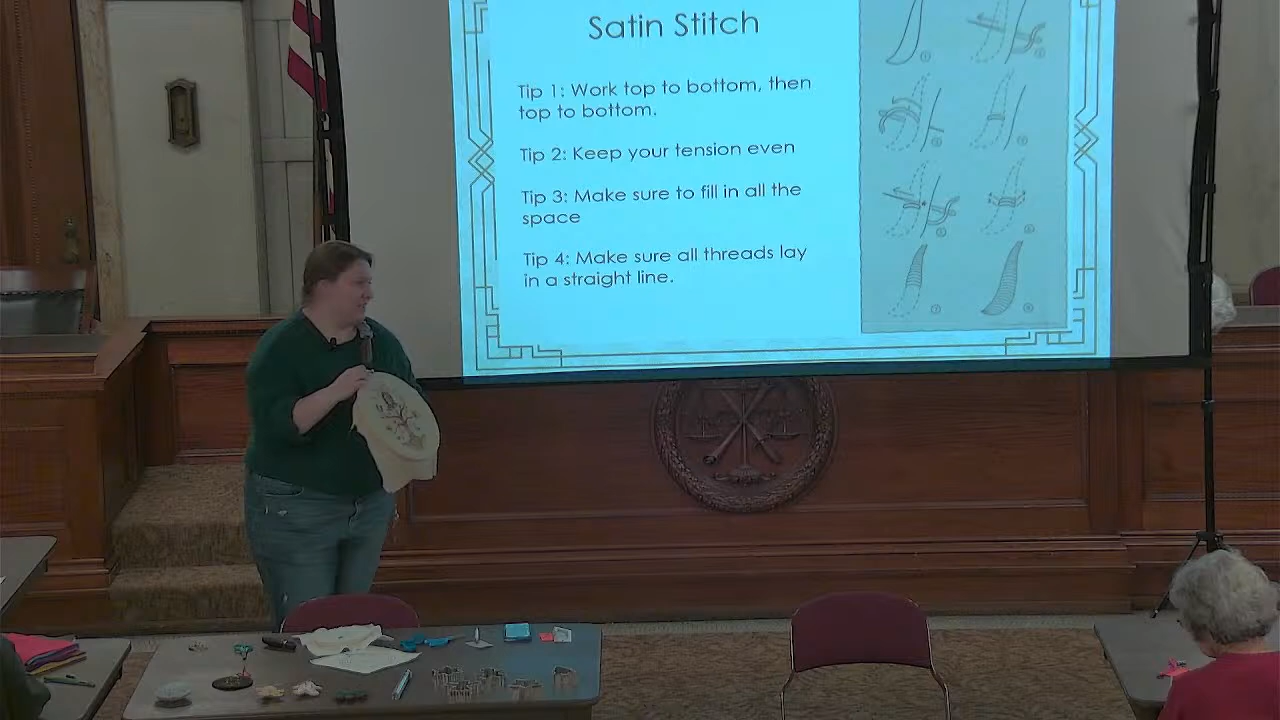 Satin Stitch
Tip 1: Work top to bottom, then
top to bottom.
Tip 2: Keep your tension even
Tip 3: Make sure to fill in all the
space
Tip 4: Make sure all threads lay
in a straight line.